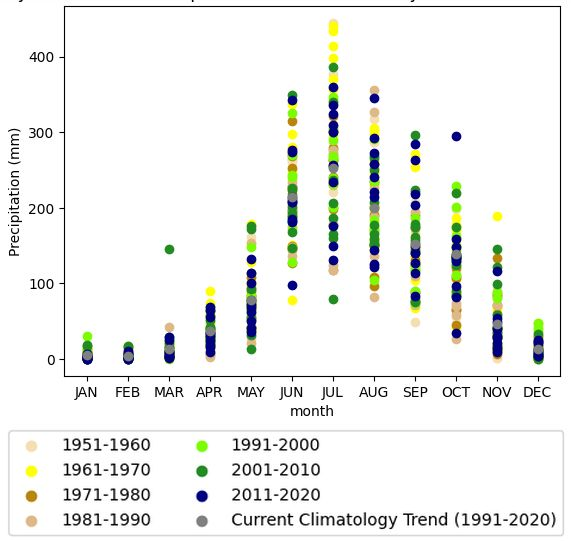 400
300
200
100
0
Precipitation (mm)
JAN FEB MAR APR MAY JUN JUL AUG SEP OCT NOV DEC
month
1951-1960 1991-2000
1961-1970 2001-2010
1971-1980 2011-2020
1981-1990 Current Climatology Trend (1991-2020)